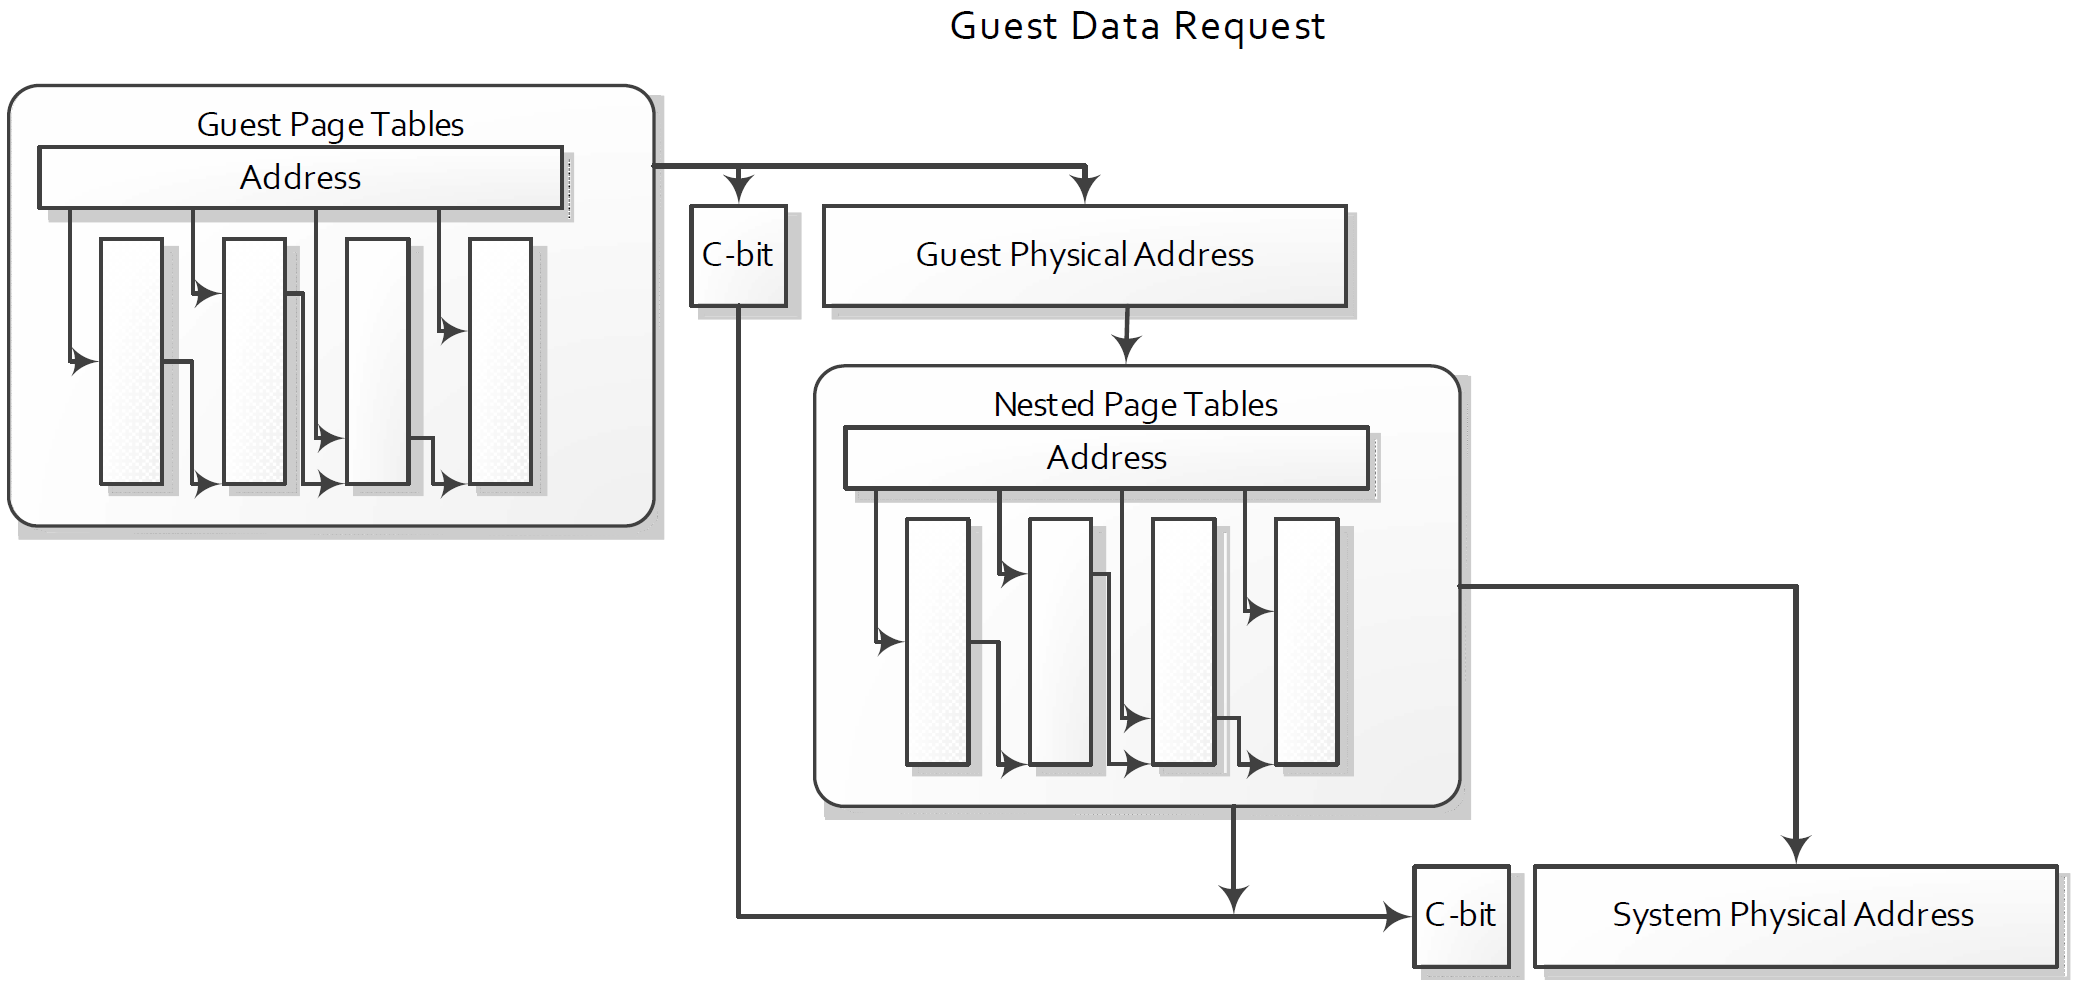 Guest Data Request
Guest Page Tables
Address
C-bit
Guest Physical Address
Nested Page Tables
Address
C-bit
System Physical Address